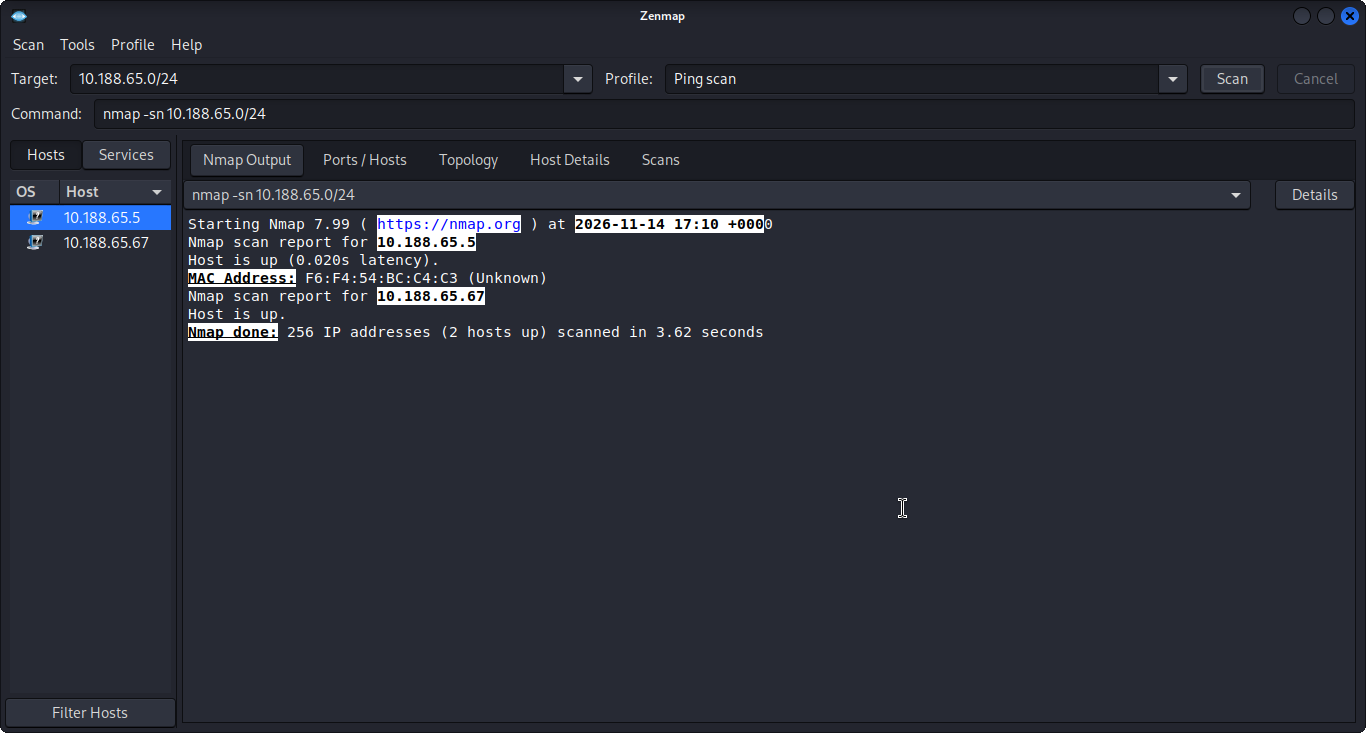 Zenmap
Scan Tools Profile Help
Target: 10.188.65.0/24 Profile: Ping scan Scan Cancel
Command: nmap -sn 10.188.65.0/24
Hosts Services
OS Host
10.188.65.5
10.188.65.67
Filter Hosts
Nmap Output Ports / Hosts Topology Host Details Scans
nmap -sn 10.188.65.0/24 Details
Starting Nmap 7.99 ( https://nmap.org ) at 2026-11-14 17:10 +0000
Nmap scan report for 10.188.65.5
Host is up (0.020s latency).
MAC Address: F6:F4:54:BC:C4:C3 (Unknown)
Nmap scan report for 10.188.65.67
Host is up.
Nmap done: 256 IP addresses (2 hosts up) scanned in 3.62 seconds